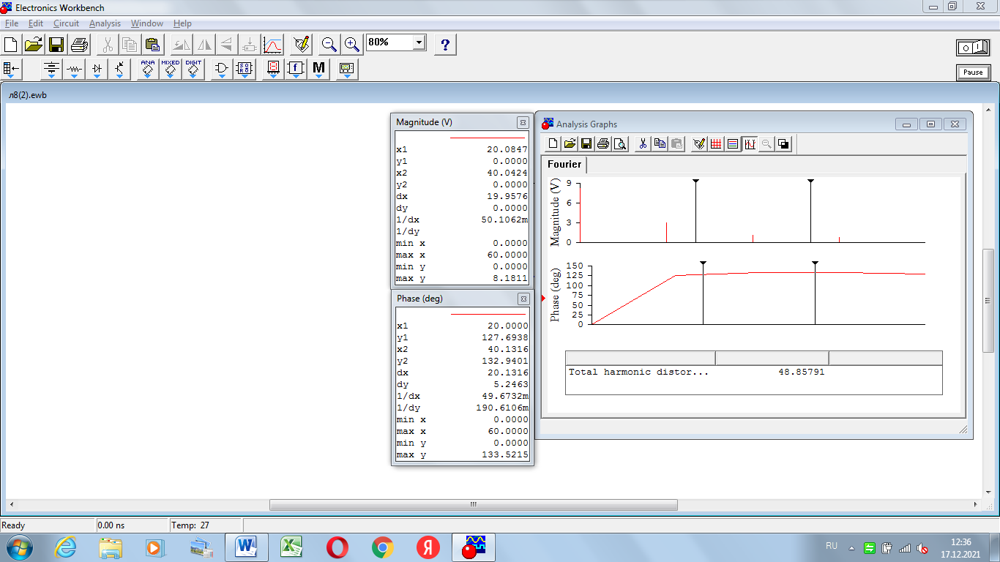 Electronics Workbench
File Edit Circuit Analysis Window Help
80%
?
ANA MIXED DIGIT
f M
Pause
л8(2).ewb
Magnitude (V)
x1 20.0847
y1 0.0000
x2 40.0424
y2 0.0000
dx 19.9576
dy 0.0000
1/dx 50.1062m
1/dy
min x 0.0000
max x 60.0000
min y 0.0000
max y 8.1811
Phase (deg)
x1 20.0000
y1 127.6938
x2 40.1316
y2 132.9401
dx 20.1316
dy 5.2463
1/dx 49.6732m
1/dy 190.6106m
min x 0.0000
max x 60.0000
min y 0.0000
max y 133.5215
Analysis Graphs
Fourier
Magnitude (V)
9
6
3
0
Phase (deg)
150
125
100
75
50
25
0
Total harmonic distor... 48.85791
Ready 0.00 ns Temp: 27
RU
12:36
17.12.2021